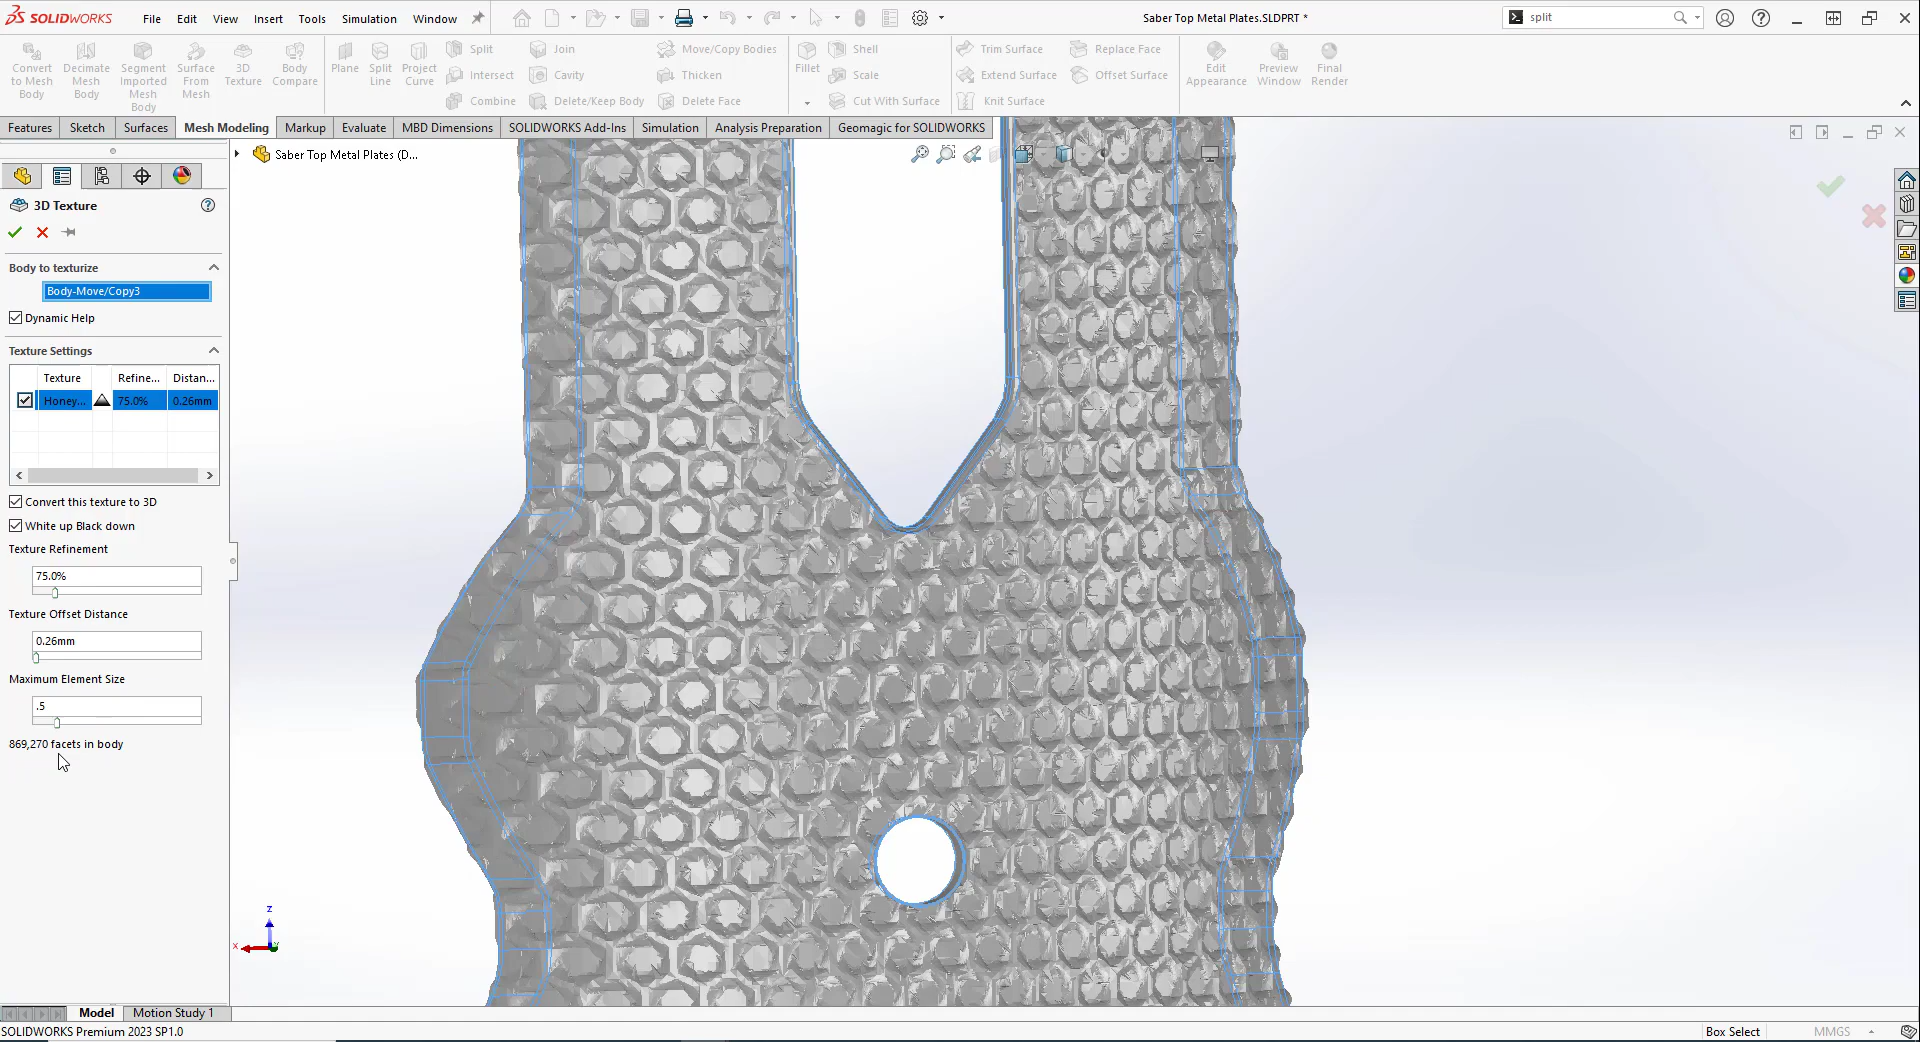 SOLIDWORKS File Edit View Insert Tools Simulation Window
Saber Top Metal Plates.SLDPRT *
split
Convert to Mesh Body
Decimate Mesh Body
Segment Imported Mesh Body
Surface From Mesh
3D Texture
Body Compare
Plane
Split Line
Project Curve
Split
Intersect
Combine
Join
Cavity
Delete/Keep Body
Move/Copy Bodies
Thicken
Delete Face
Fillet
Shell
Scale
Cut With Surface
Trim Surface
Extend Surface
Knit Surface
Replace Face
Offset Surface
Edit Appearance
Preview Window
Final Render
Features Sketch Surfaces Mesh Modeling Markup Evaluate MBD Dimensions SOLIDWORKS Add-Ins Simulation Analysis Preparation Geomagic for SOLIDWORKS
Saber Top Metal Plates (D...
3D Texture
Body to texturize
Body-Move/Copy3
Dynamic Help
Texture Settings
Texture Refine... Distan...
Honey... 75.0% 0.26mm
Convert this texture to 3D
White up Black down
Texture Refinement
75.0%
Texture Offset Distance
0.26mm
Maximum Element Size
.5
869,270 facets in body
z
x
Model Motion Study 1
SOLIDWORKS Premium 2023 SP1.0
Box Select
MMGS